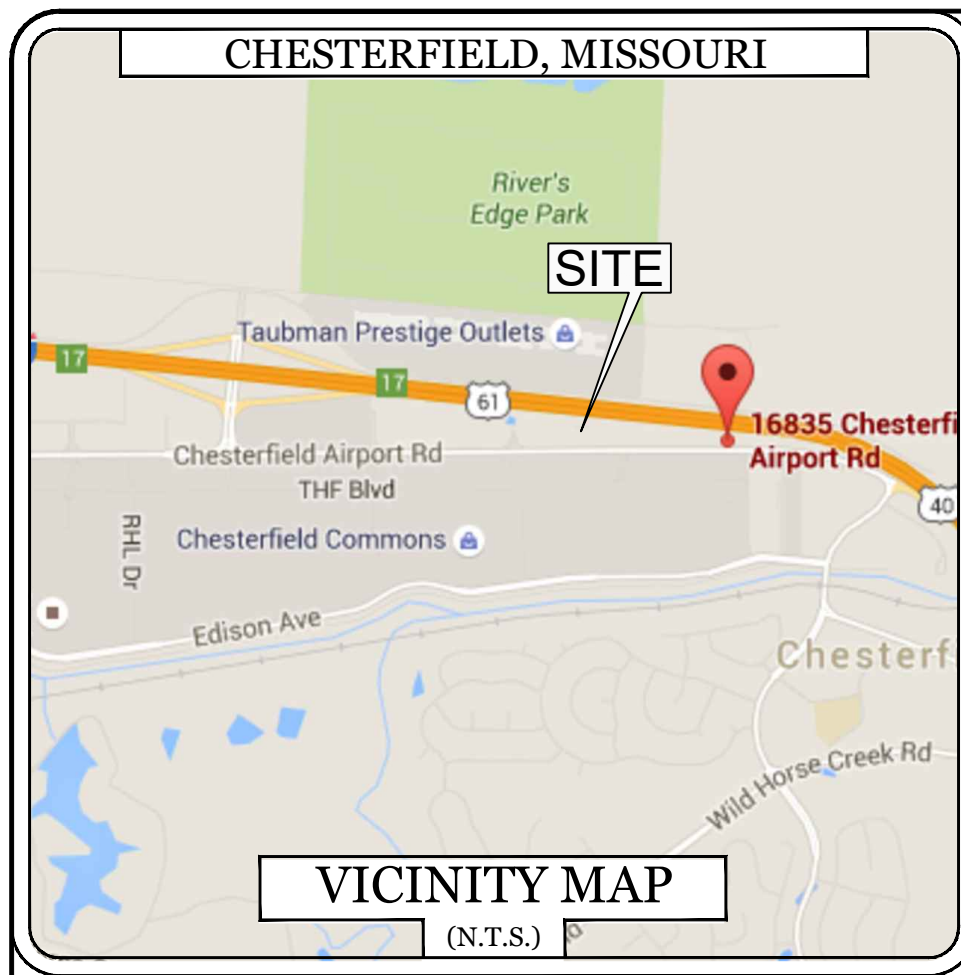 CHESTERFIELD, MISSOURI
River's
Edge Park
SITE
Taubman Prestige Outlets
17
17
61
16835 Chesterfi
Airport Rd
Chesterfield Airport Rd
THF Blvd
40
RHL Dr
Chesterfield Commons
Edison Ave
Chesterf
Wild Horse Creek Rd
VICINITY MAP
(N.T.S.)